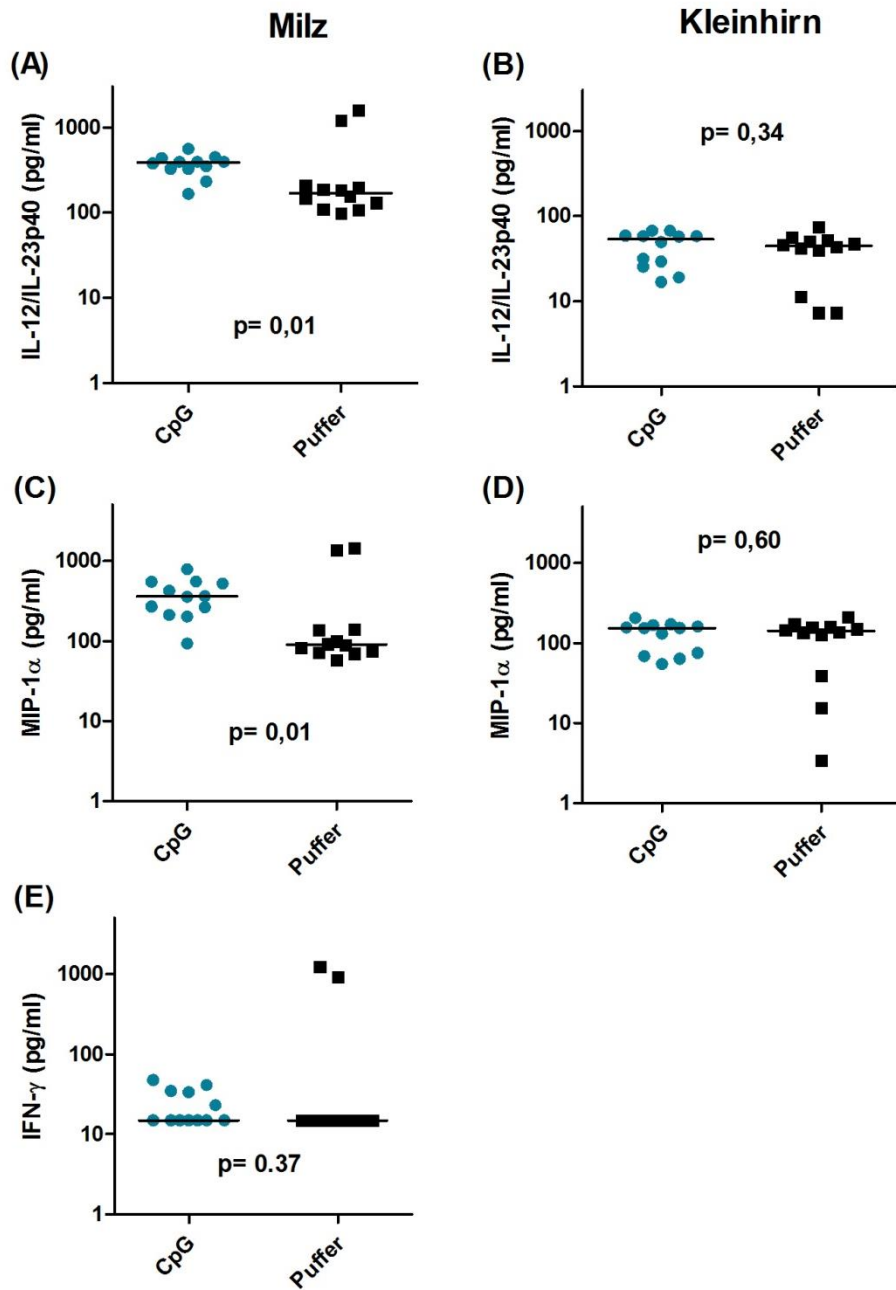 Milz
Kleinhirn
(A)
IL-12/IL-23p40 (pg/ml)
1000
100
10
1
p= 0,01
CpG
Puffer
(B)
IL-12/IL-23p40 (pg/ml)
1000
100
10
1
p= 0,34
CpG
Puffer
(C)
MIP-1α (pg/ml)
1000
100
10
1
p= 0,01
CpG
Puffer
(D)
MIP-1α (pg/ml)
1000
100
10
1
p= 0,60
CpG
Puffer
(E)
IFN-γ (pg/ml)
1000
100
10
1
p= 0.37
CpG
Puffer